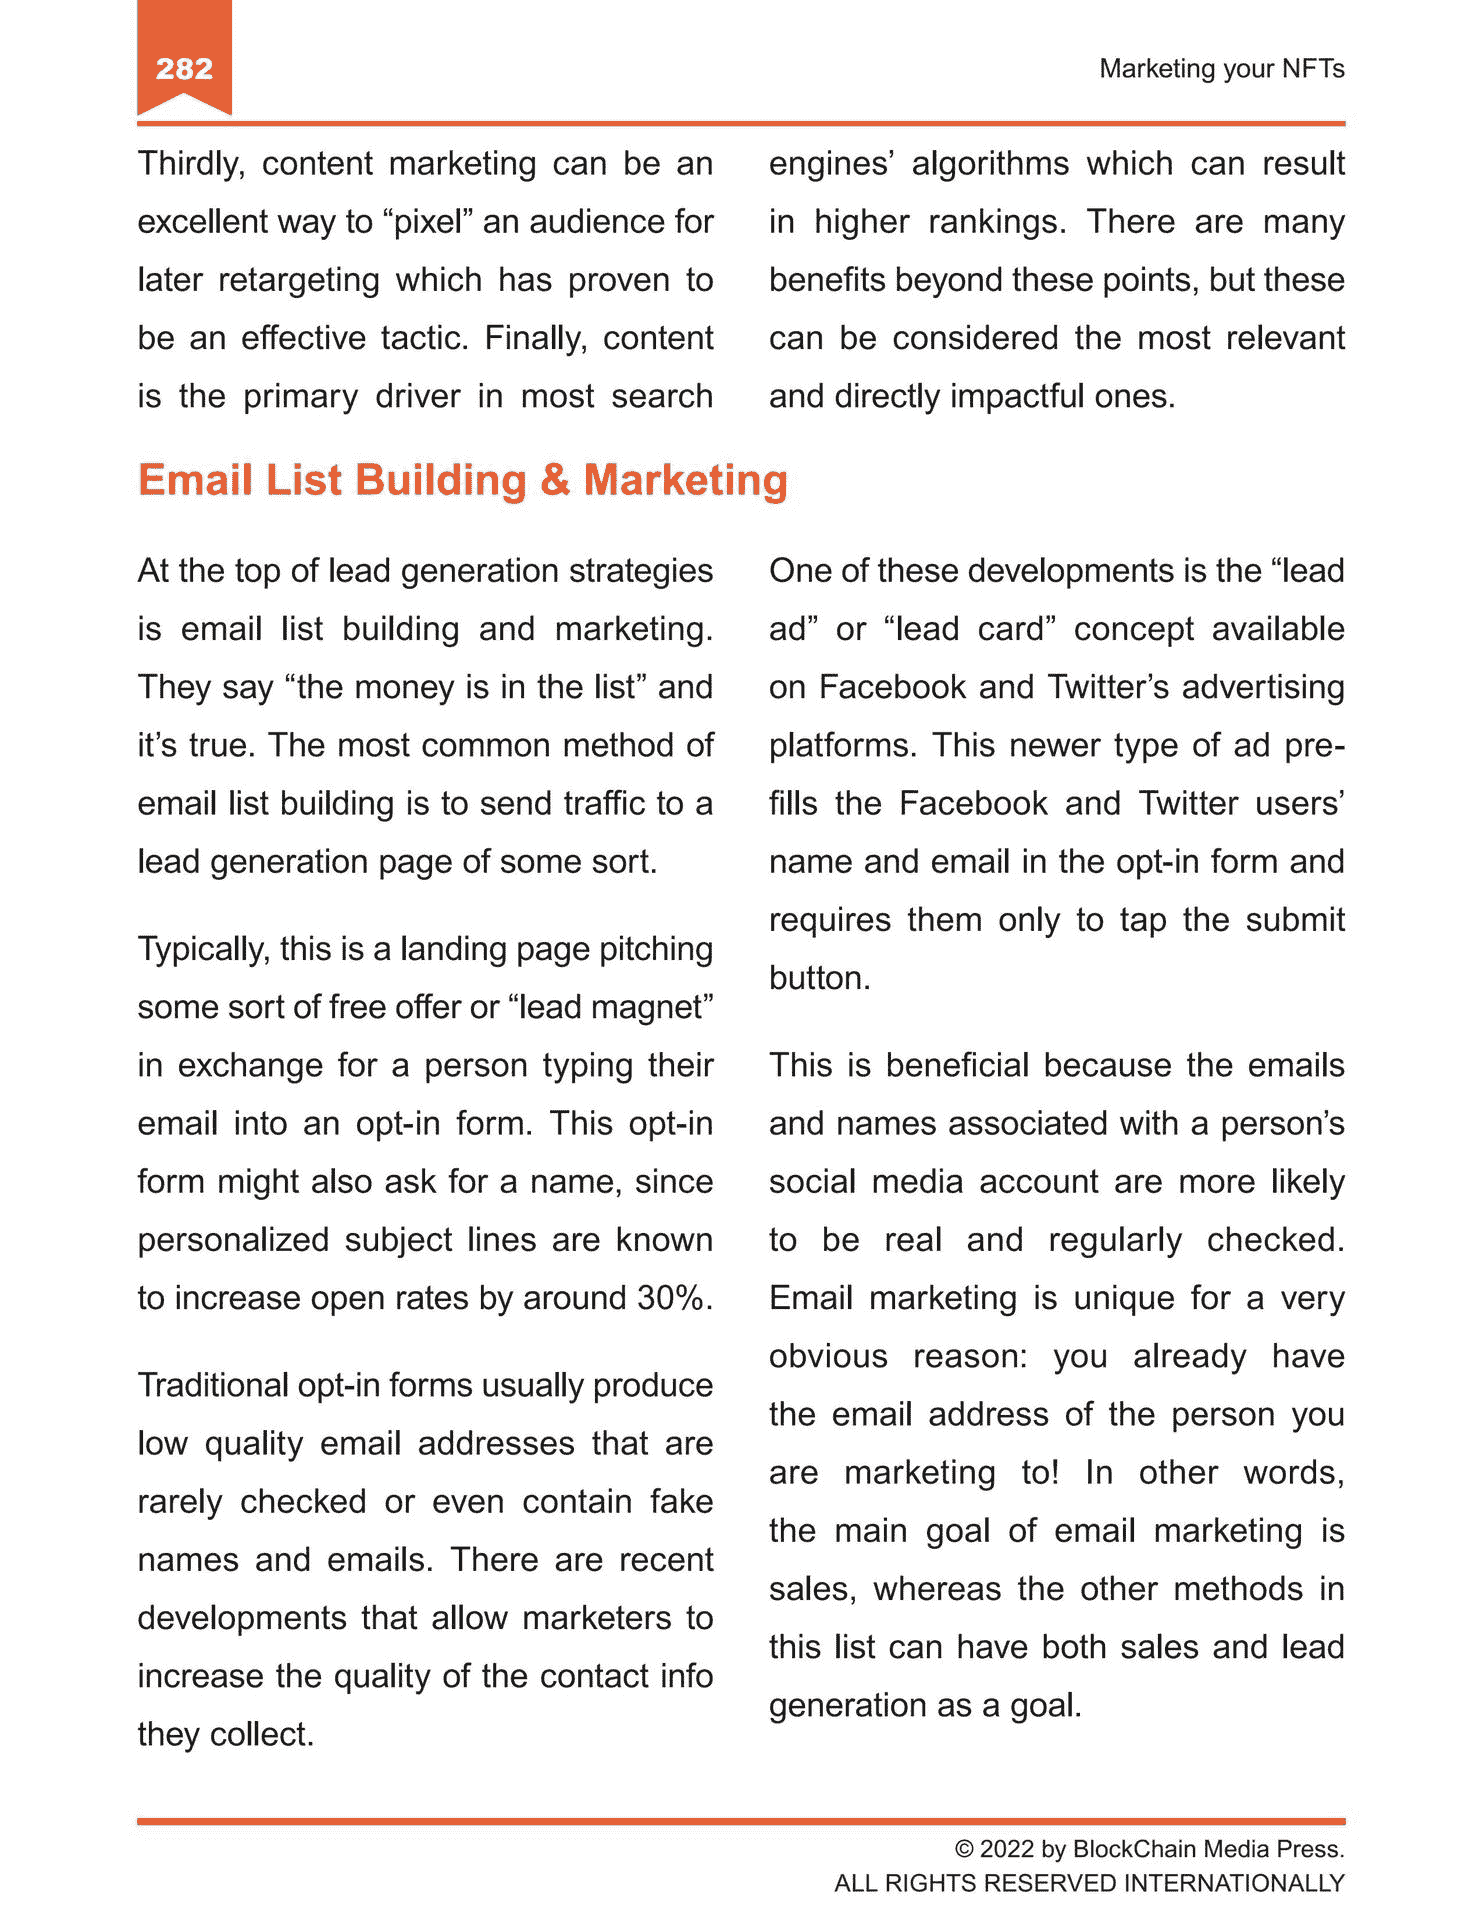 282
Marketing your NFTs
Thirdly, content marketing can be an
excellent way to “pixel” an audience for
later retargeting which has proven to
be an effective tactic. Finally, content
is the primary driver in most search
engines’ algorithms which can result
in higher rankings. There are many
benefits beyond these points, but these
can be considered the most relevant
and directly impactful ones.
Email List Building & Marketing
At the top of lead generation strategies
is email list building and marketing.
They say “the money is in the list” and
it’s true. The most common method of
email list building is to send traffic to a
lead generation page of some sort.
Typically, this is a landing page pitching
some sort of free offer or “lead magnet”
in exchange for a person typing their
email into an opt-in form. This opt-in
form might also ask for a name, since
personalized subject lines are known
to increase open rates by around 30%.
Traditional opt-in forms usually produce
low quality email addresses that are
rarely checked or even contain fake
names and emails. There are recent
developments that allow marketers to
increase the quality of the contact info
they collect.
One of these developments is the “lead
ad” or “lead card” concept available
on Facebook and Twitter’s advertising
platforms. This newer type of ad pre-
fills the Facebook and Twitter users’
name and email in the opt-in form and
requires them only to tap the submit
button.
This is beneficial because the emails
and names associated with a person’s
social media account are more likely
to be real and regularly checked.
Email marketing is unique for a very
obvious reason: you already have
the email address of the person you
are marketing to! In other words,
the main goal of email marketing is
sales, whereas the other methods in
this list can have both sales and lead
generation as a goal.
© 2022 by BlockChain Media Press.
ALL RIGHTS RESERVED INTERNATIONALLY